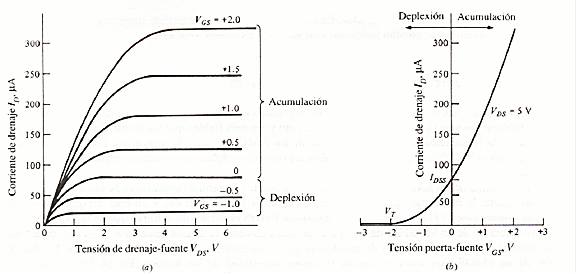 Corriente de drenaje I_D, µA
300
250
200
150
100
50
0
V_GS = +2.0
+1.5
+1.0
+0.5
0
−0.5
V_GS = −1.0
Acumulación
Deplexión
0 1 2 3 4 5 6
Tensión de drenaje-fuente V_DS, V
(a)
Deplexión Acumulación
Corriente de drenaje I_D, µA
300
250
200
150
100
50
I_DSS
V_DS = 5 V
V_T
−3 −2 −1 0 +1 +2 +3
Tensión puerta-fuente V_GS, V
(b)